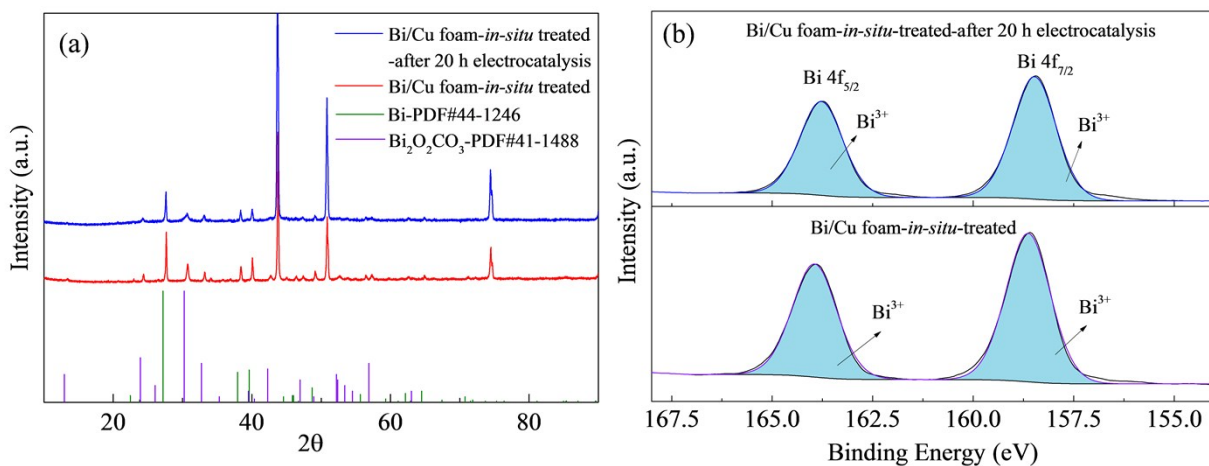 (a)
Bi/Cu foam-in-situ treated
-after 20 h electrocatalysis
Bi/Cu foam-in-situ treated
Bi-PDF#44-1246
Bi₂O₂CO₃-PDF#41-1488
Intensity (a.u.)
20 40 60 80
2θ
(b)
Bi/Cu foam-in-situ-treated-after 20 h electrocatalysis
Bi 4f₅/₂
Bi 4f₇/₂
Bi³⁺
Bi³⁺
Bi/Cu foam-in-situ-treated
Bi³⁺
Bi³⁺
Intensity (a.u.)
167.5 165.0 162.5 160.0 157.5 155.0
Binding Energy (eV)